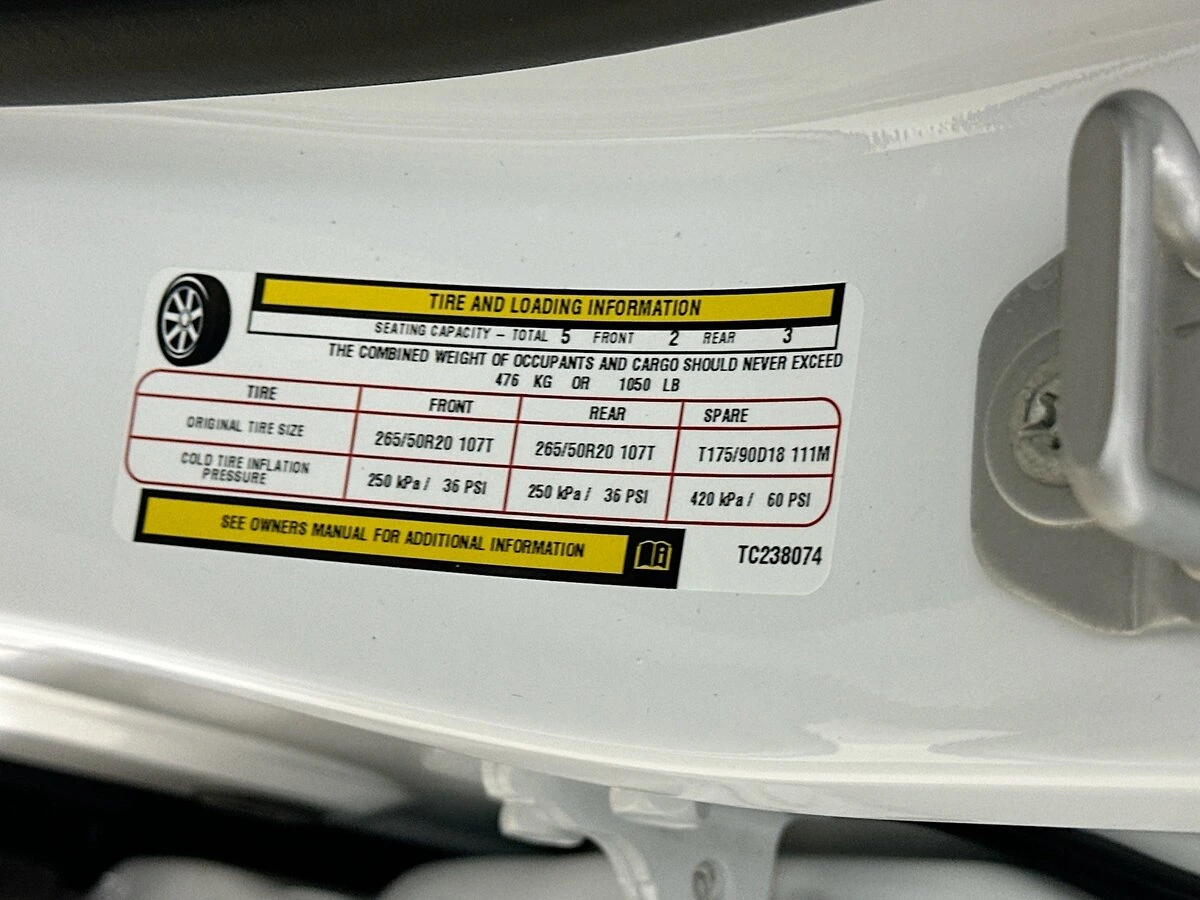 TIRE AND LOADING INFORMATION
SEATING CAPACITY – TOTAL 5 FRONT 2 REAR 3
THE COMBINED WEIGHT OF OCCUPANTS AND CARGO SHOULD NEVER EXCEED
476 KG OR 1050 LB
TIRE FRONT REAR SPARE
ORIGINAL TIRE SIZE 265/50R20 107T 265/50R20 107T T175/90D18 111M
COLD TIRE INFLATION
PRESSURE 250 kPa / 36 PSI 250 kPa / 36 PSI 420 kPa / 60 PSI
SEE OWNERS MANUAL FOR ADDITIONAL INFORMATION
TC238074